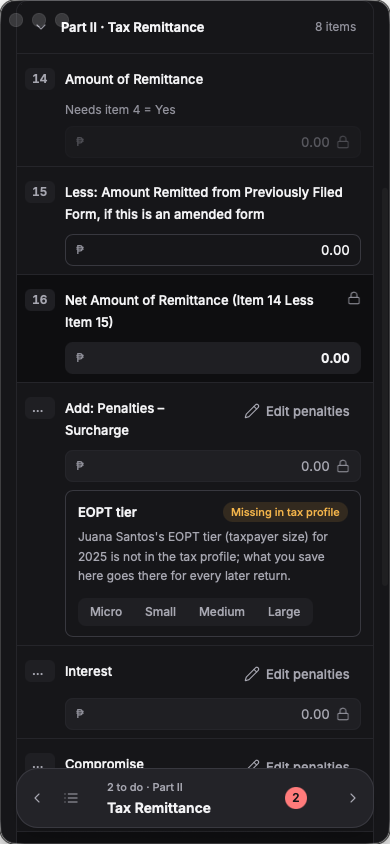 Part II · Tax Remittance
8 items
14
Amount of Remittance
Needs item 4 = Yes
₱
0.00
15
Less: Amount Remitted from Previously Filed
Form, if this is an amended form
₱
0.00
16
Net Amount of Remittance (Item 14 Less
Item 15)
₱
0.00
...
Add: Penalties –
Surcharge
Edit penalties
₱
0.00
EOPT tier
Missing in tax profile
Juana Santos's EOPT tier (taxpayer size) for
2025 is not in the tax profile; what you save
here goes there for every later return.
Micro
Small
Medium
Large
...
Interest
Edit penalties
₱
0.00
...
Compromise
Edit penalties
2 to do · Part II
Tax Remittance
2